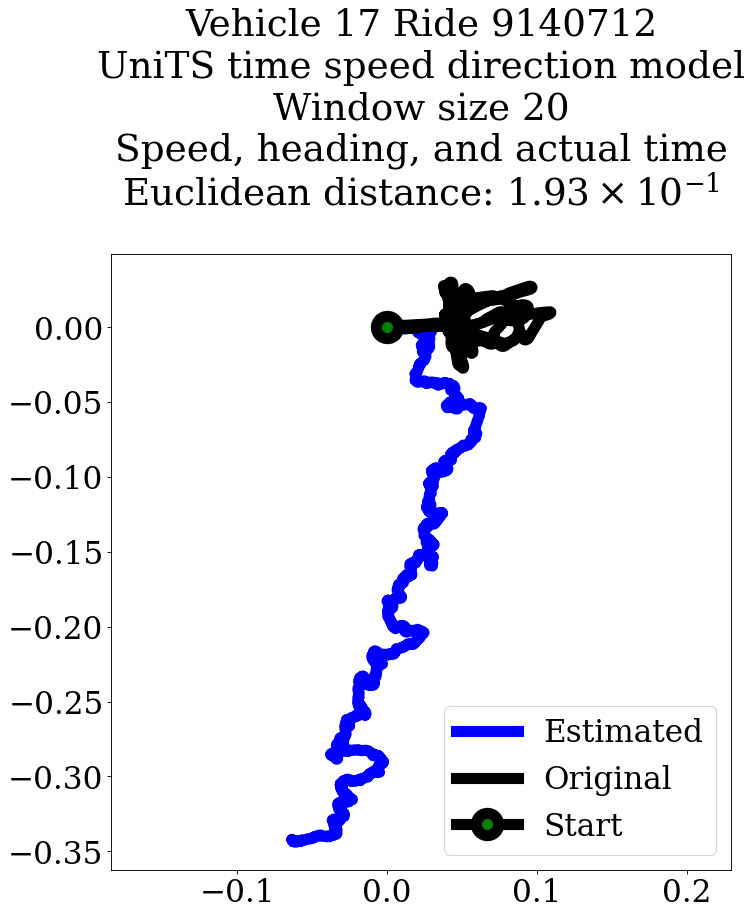 Vehicle 17 Ride 9140712
UniTS time speed direction model
Window size 20
Speed, heading, and actual time
Euclidean distance: 1.93 × 10⁻¹
0.00
−0.05
−0.10
−0.15
−0.20
−0.25
−0.30
−0.35
Estimated
Original
Start
−0.1 0.0 0.1 0.2